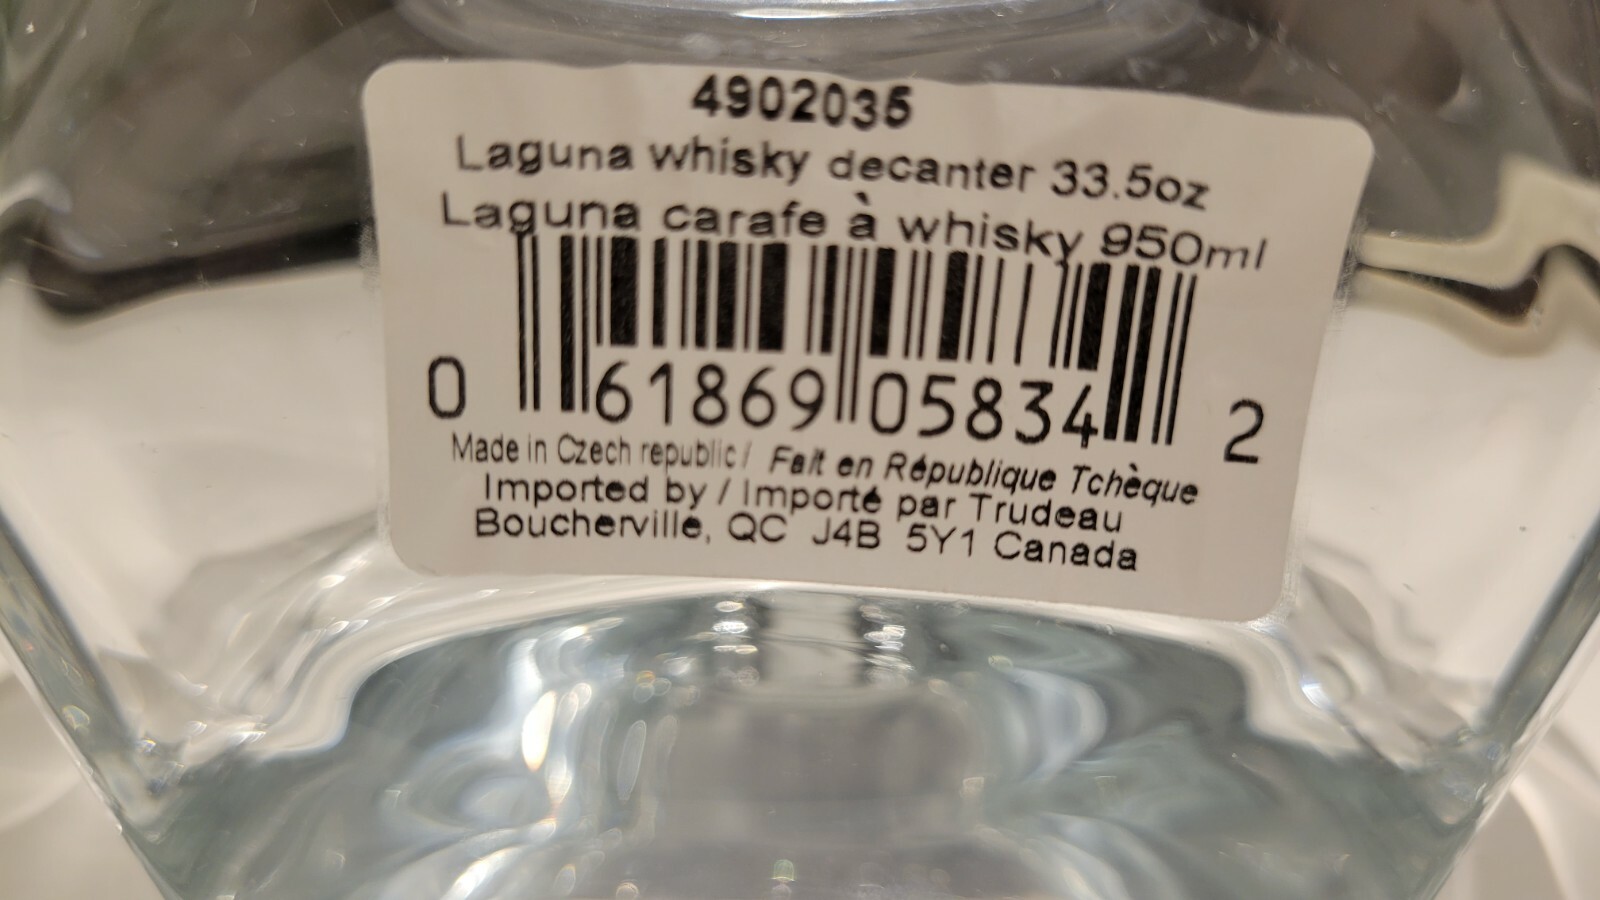 4902035
Laguna whisky decanter 33.5oz
Laguna carafe à whisky 950ml
0 61869 05834 2
Made in Czech republic / Fait en République Tchèque
Imported by / Importé par Trudeau
Boucherville, QC J4B 5Y1 Canada